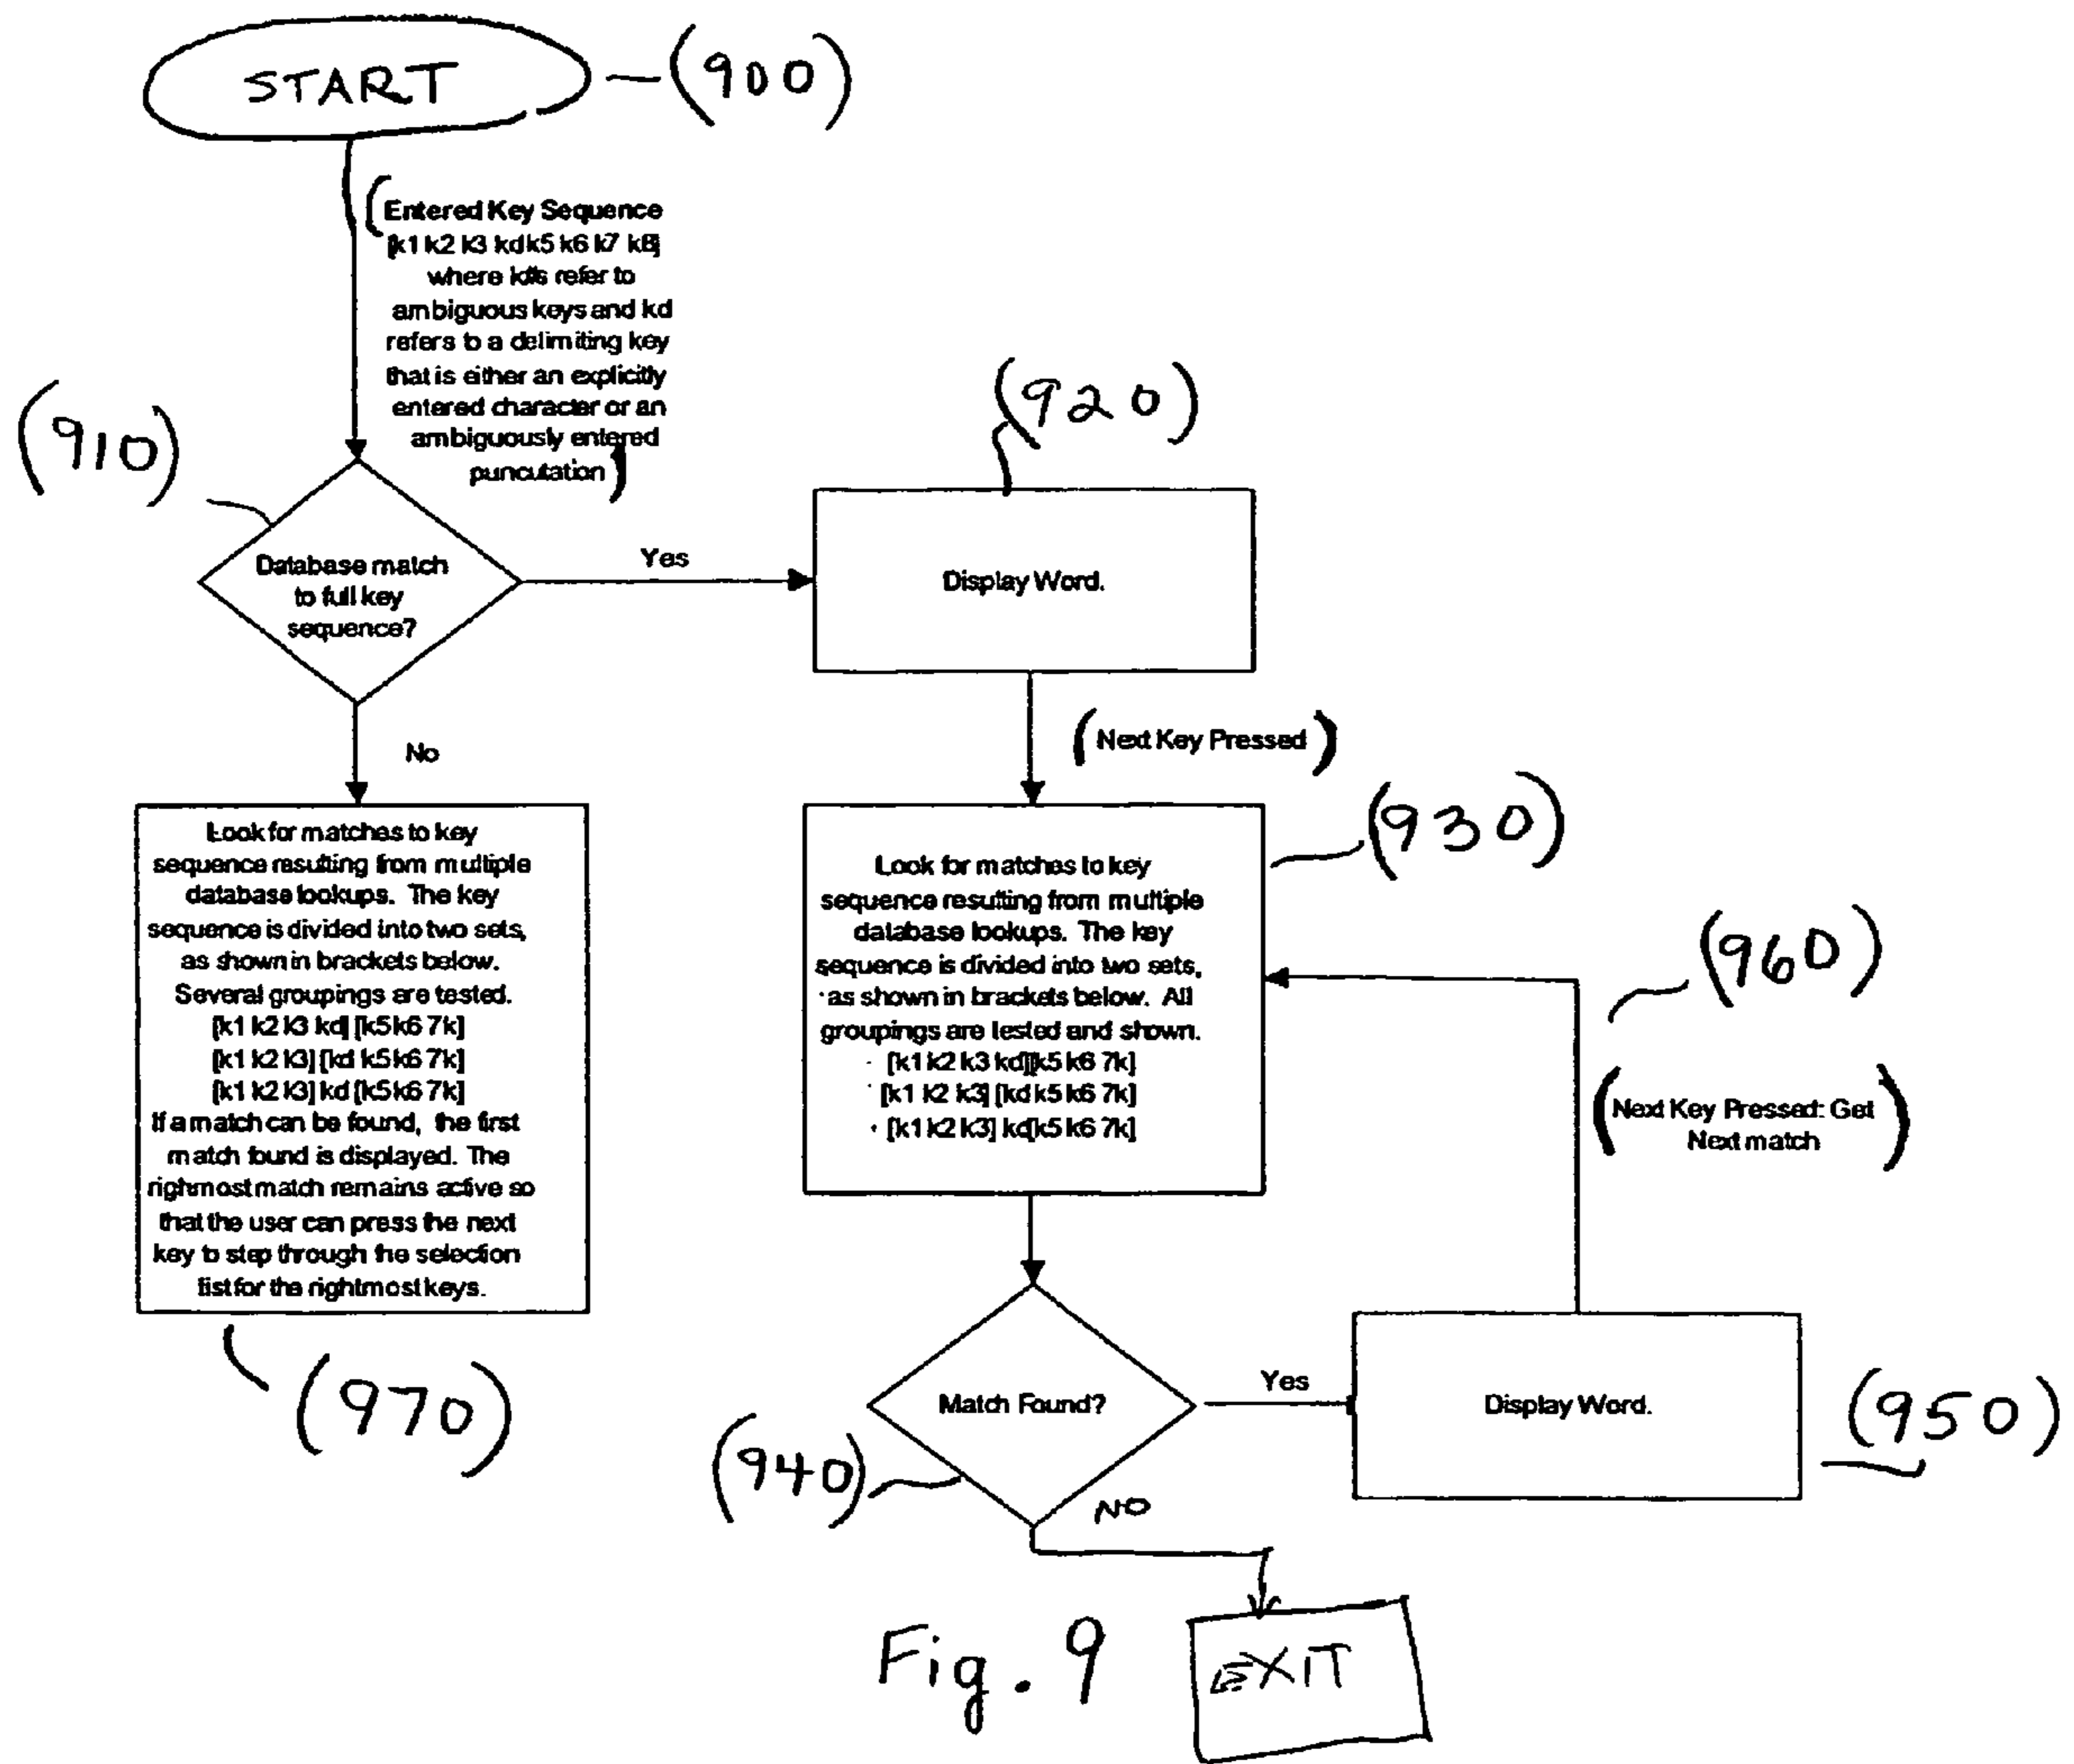 START
(900)
(Entered Key Sequence
[k1 k2 k3 kd k5 k6 k7 k8]
where k#s refer to
ambiguous keys and kd
refers to a delimiting key
that is either an explicitly
entered character or an
ambiguously entered
punculation)
(910)
Database match
to full key
sequence?
Yes
(920)
Display Word.
No
(Next Key Pressed)
Look for matches to key
sequence resulting from multiple
database lookups. The key
sequence is divided into two sets,
as shown in brackets below.
Several groupings are tested.
[k1 k2 k3 kd] [k5 k6 7k]
[k1 k2 k3] [kd k5 k6 7k]
[k1 k2 k3] kd [k5 k6 7k]
If a match can be found, the first
match found is displayed. The
righmost match remains active so
that the user can press the next
key to step through the selection
list for the rightmost keys.
(970)
(930)
Look for matches to key
sequence resulting from multiple
database lookups. The key
sequence is divided into two sets,
as shown in brackets below. All
groupings are tested and shown.
[k1 k2 k3 kd][k5 k6 7k]
[k1 k2 k3] [kd k5 k6 7k]
[k1 k2 k3] kd[k5 k6 7k]
(960)
(Next Key Pressed: Get
Next match)
Match Found?
(940)
Yes
Display Word.
(950)
NO
EXIT
Fig. 9